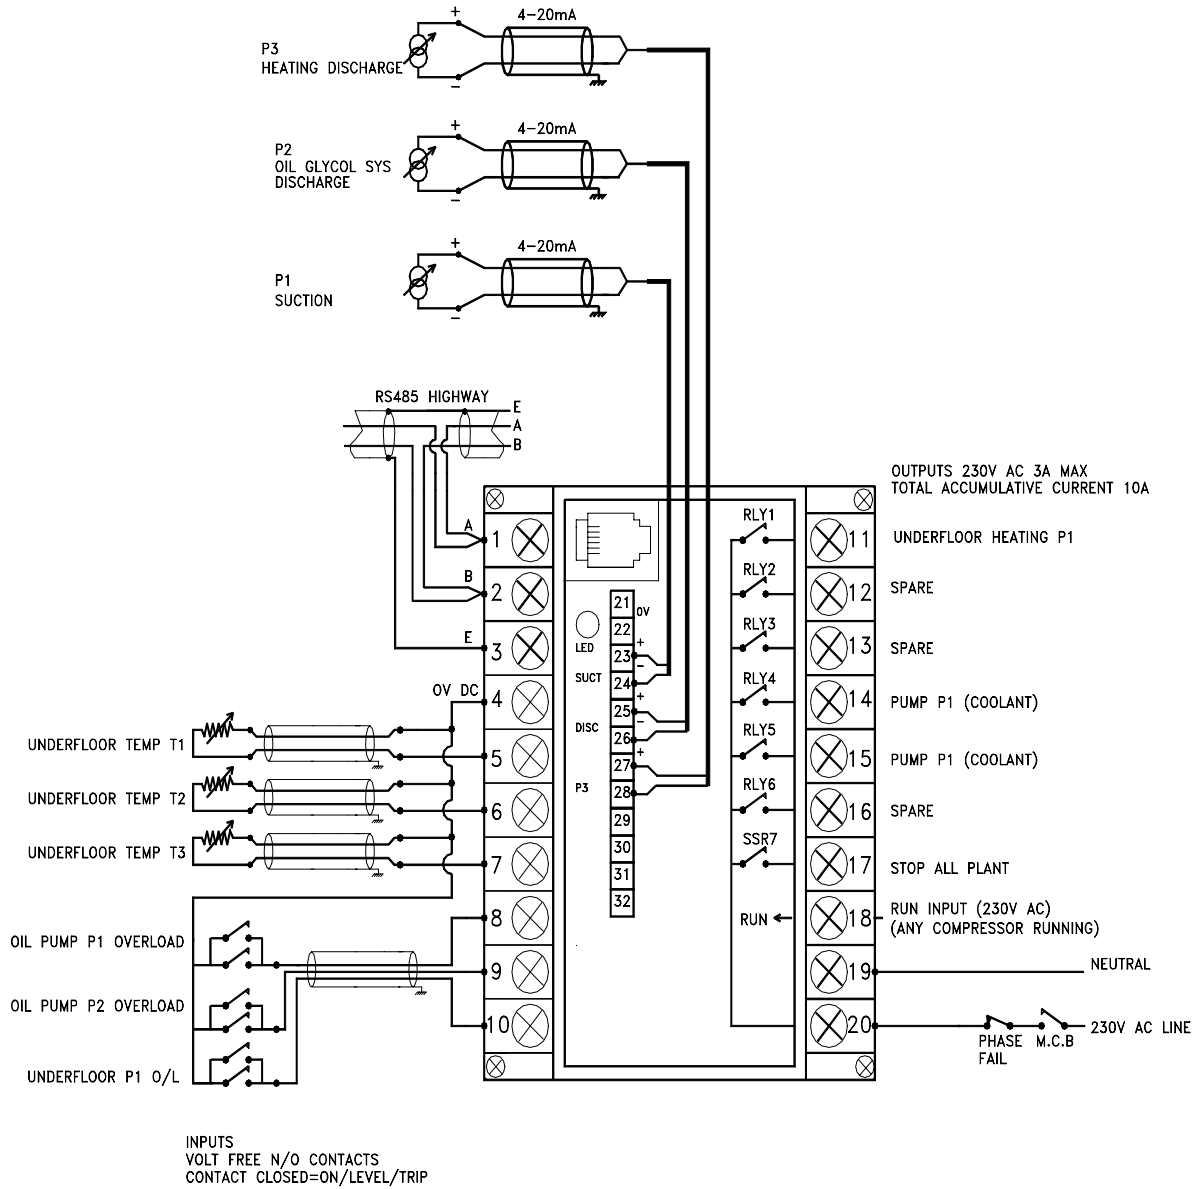 4-20mA
+
P3
HEATING DISCHARGE
-
4-20mA
+
P2
OIL GLYCOL SYS
DISCHARGE
-
4-20mA
+
P1
SUCTION
-
RS485 HIGHWAY
E
A
B
OUTPUTS 230V AC 3A MAX
TOTAL ACCUMULATIVE CURRENT 10A
A
1
B
2
E
3
0V DC
4
UNDERFLOOR TEMP T1
5
UNDERFLOOR TEMP T2
6
UNDERFLOOR TEMP T3
7
8
OIL PUMP P1 OVERLOAD
9
OIL PUMP P2 OVERLOAD
10
UNDERFLOOR P1 O/L
LED
SUCT
DISC
P3
21
0V
22
+
23
-
24
+
25
-
26
+
27
28
29
30
31
32
RLY1
RLY2
RLY3
RLY4
RLY5
RLY6
SSR7
RUN
11
UNDERFLOOR HEATING P1
12
SPARE
13
SPARE
14
PUMP P1 (COOLANT)
15
PUMP P1 (COOLANT)
16
SPARE
17
STOP ALL PLANT
18
RUN INPUT (230V AC)
(ANY COMPRESSOR RUNNING)
19
NEUTRAL
20
230V AC LINE
PHASE
FAIL
M.C.B
INPUTS
VOLT FREE N/O CONTACTS
CONTACT CLOSED=ON/LEVEL/TRIP